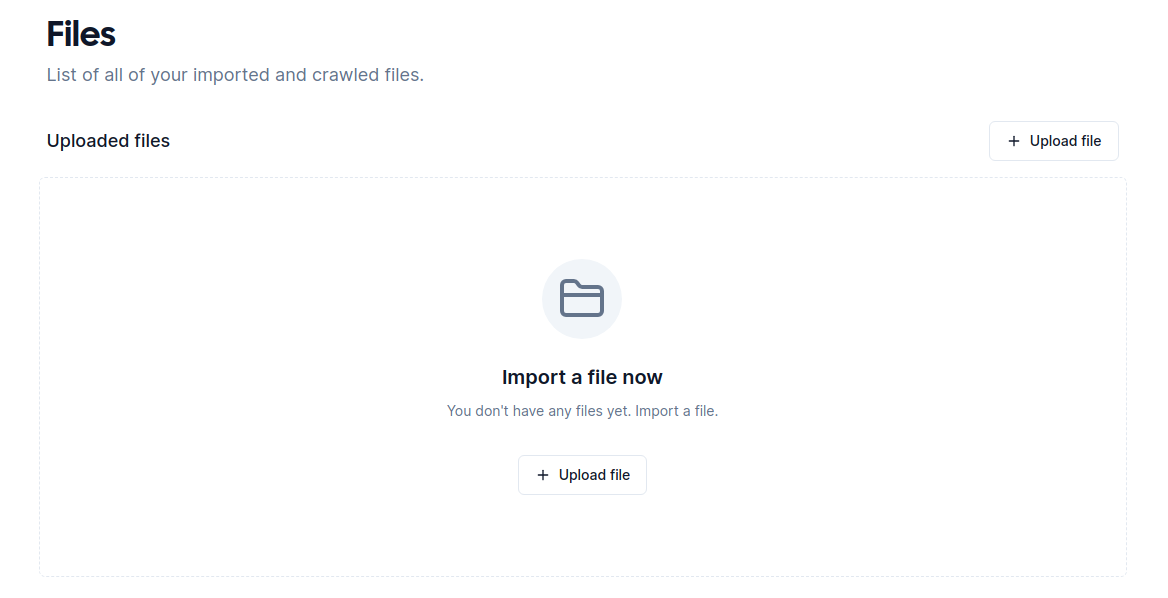 Files
List of all of your imported and crawled files.
Uploaded files
Upload file
Import a file now
You don't have any files yet. Import a file.
Upload file